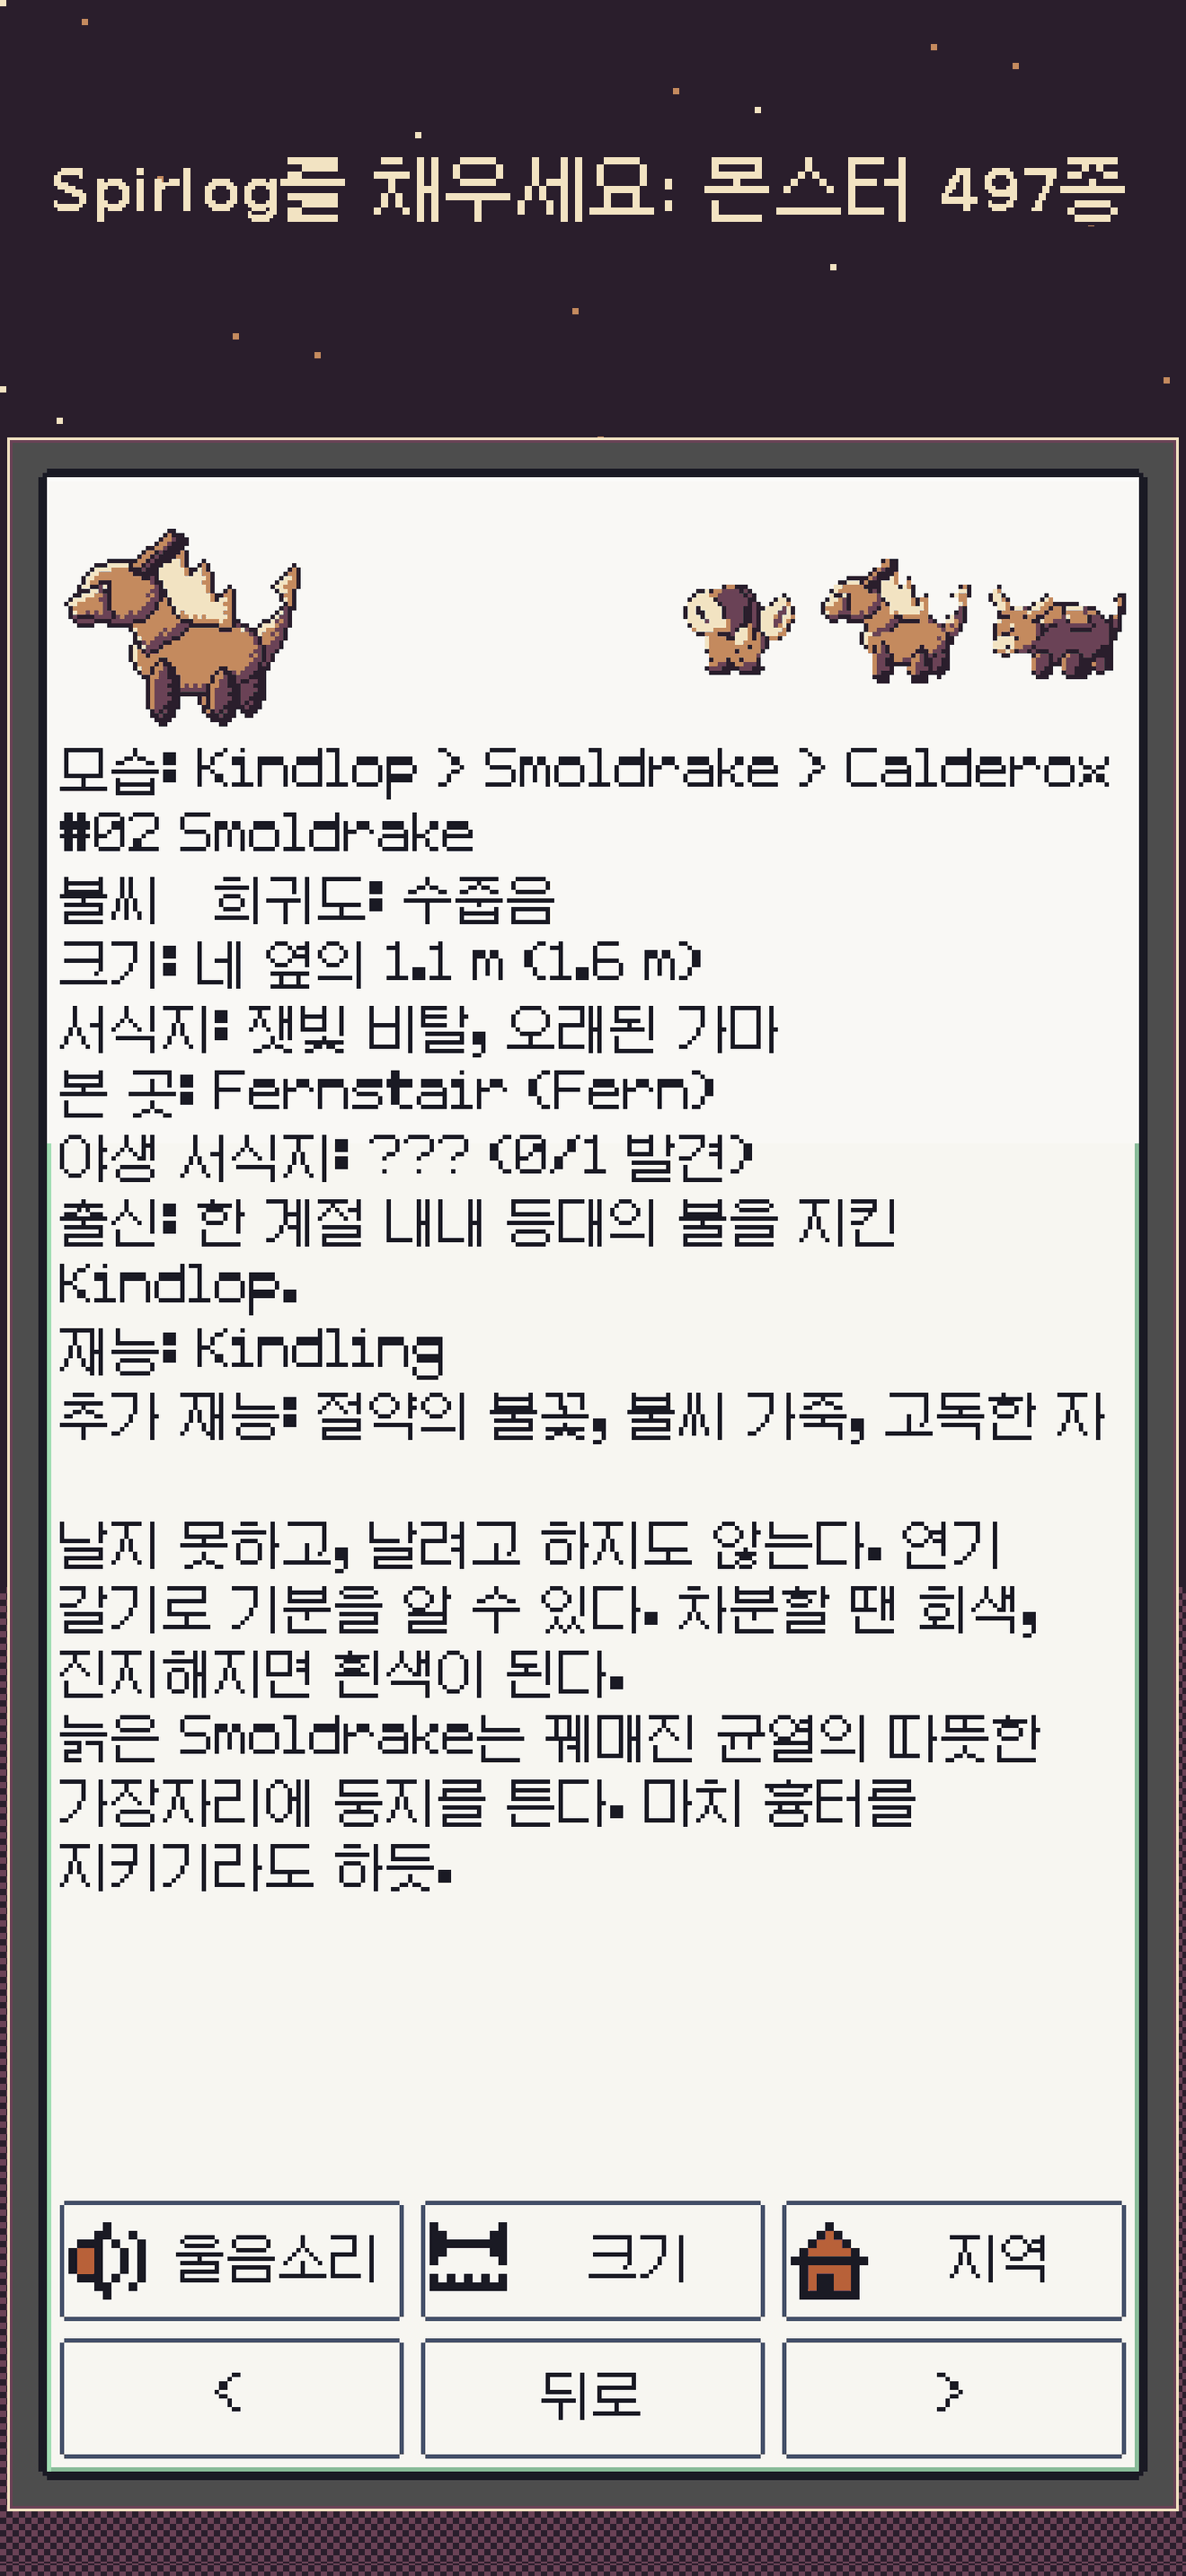 Spirlog를 채우세요: 몬스터 497종
모습: Kindlop > Smoldrake > Calderox
#02 Smoldrake
불씨 희귀도: 수줍음
크기: 네 옆의 1.1 m (1.6 m)
서식지: 잿빛 비탈, 오래된 가마
본 곳: Fernstair (Fern)
야생 서식지: ??? (0/1 발견)
출신: 한 계절 내내 등대의 불을 지킨
Kindlop.
재능: Kindling
추가 재능: 절약의 불꽃, 불씨 가죽, 고독한 자
날지 못하고, 날려고 하지도 않는다. 연기
갈기로 기분을 알 수 있다. 차분할 땐 회색,
진지해지면 흰색이 된다.
늙은 Smoldrake는 꿰매진 균열의 따뜻한
가장자리에 둥지를 튼다. 마치 흉터를
지키기라도 하듯.
울음소리 크기 지역
< 뒤로 >